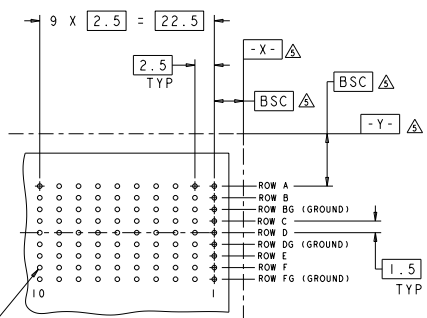 9 X 2.5 = 22.5
-X- 5
2.5
TYP
BSC 5
BSC 5
-Y- 5
ROW A
ROW B
ROW BG (GROUND)
ROW C
ROW D
ROW DG (GROUND)
ROW E
ROW F
ROW FG (GROUND)
1.5
TYP
10
1